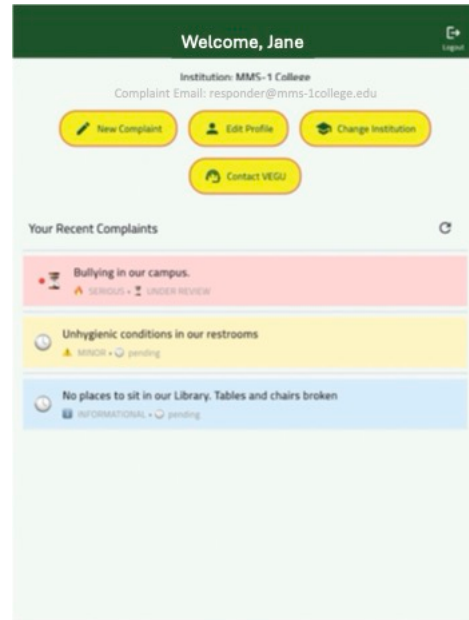 Welcome, Jane
Logout
Institution: MMS-1 College
Complaint Email: responder@mms-1college.edu
New Complaint
Edit Profile
Change Institution
Contact VEGU
Your Recent Complaints
Bullying in our campus.
SERIOUS • UNDER REVIEW
Unhygienic conditions in our restrooms
MINOR • pending
No places to sit in our Library. Tables and chairs broken
INFORMATIONAL • pending